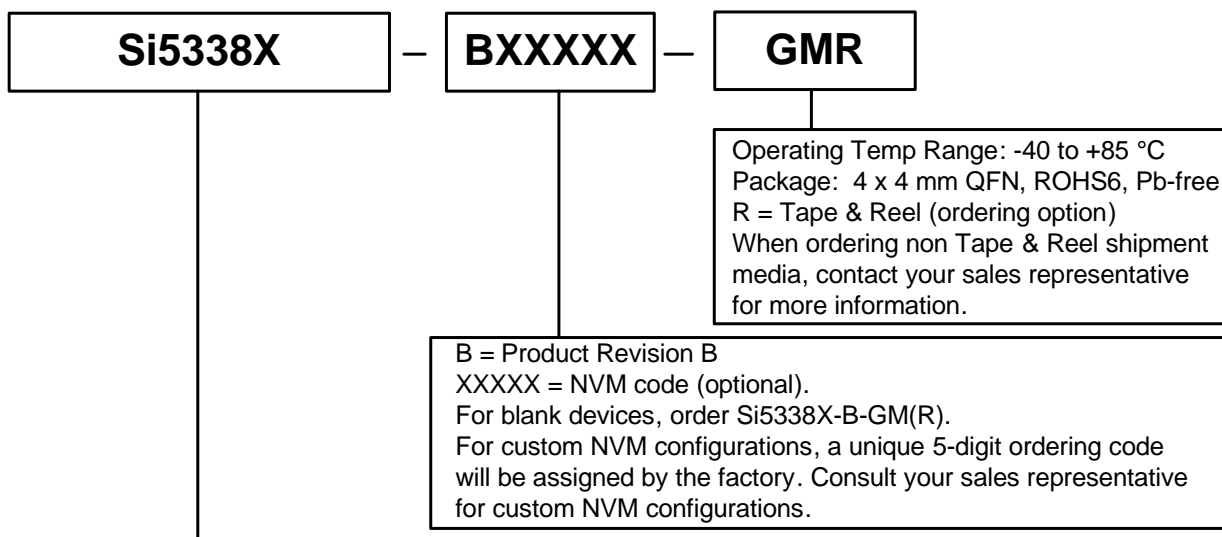 Si5338X – BXXXXX – GMR
Operating Temp Range: -40 to +85 °C
Package:  4 x 4 mm QFN, ROHS6, Pb-free
R = Tape & Reel (ordering option)
When ordering non Tape & Reel shipment
media, contact your sales representative
for more information.
B = Product Revision B
XXXXX = NVM code (optional).
For blank devices, order Si5338X-B-GM(R).
For custom NVM configurations, a unique 5-digit ordering code
will be assigned by the factory. Consult your sales representative
for custom NVM configurations.